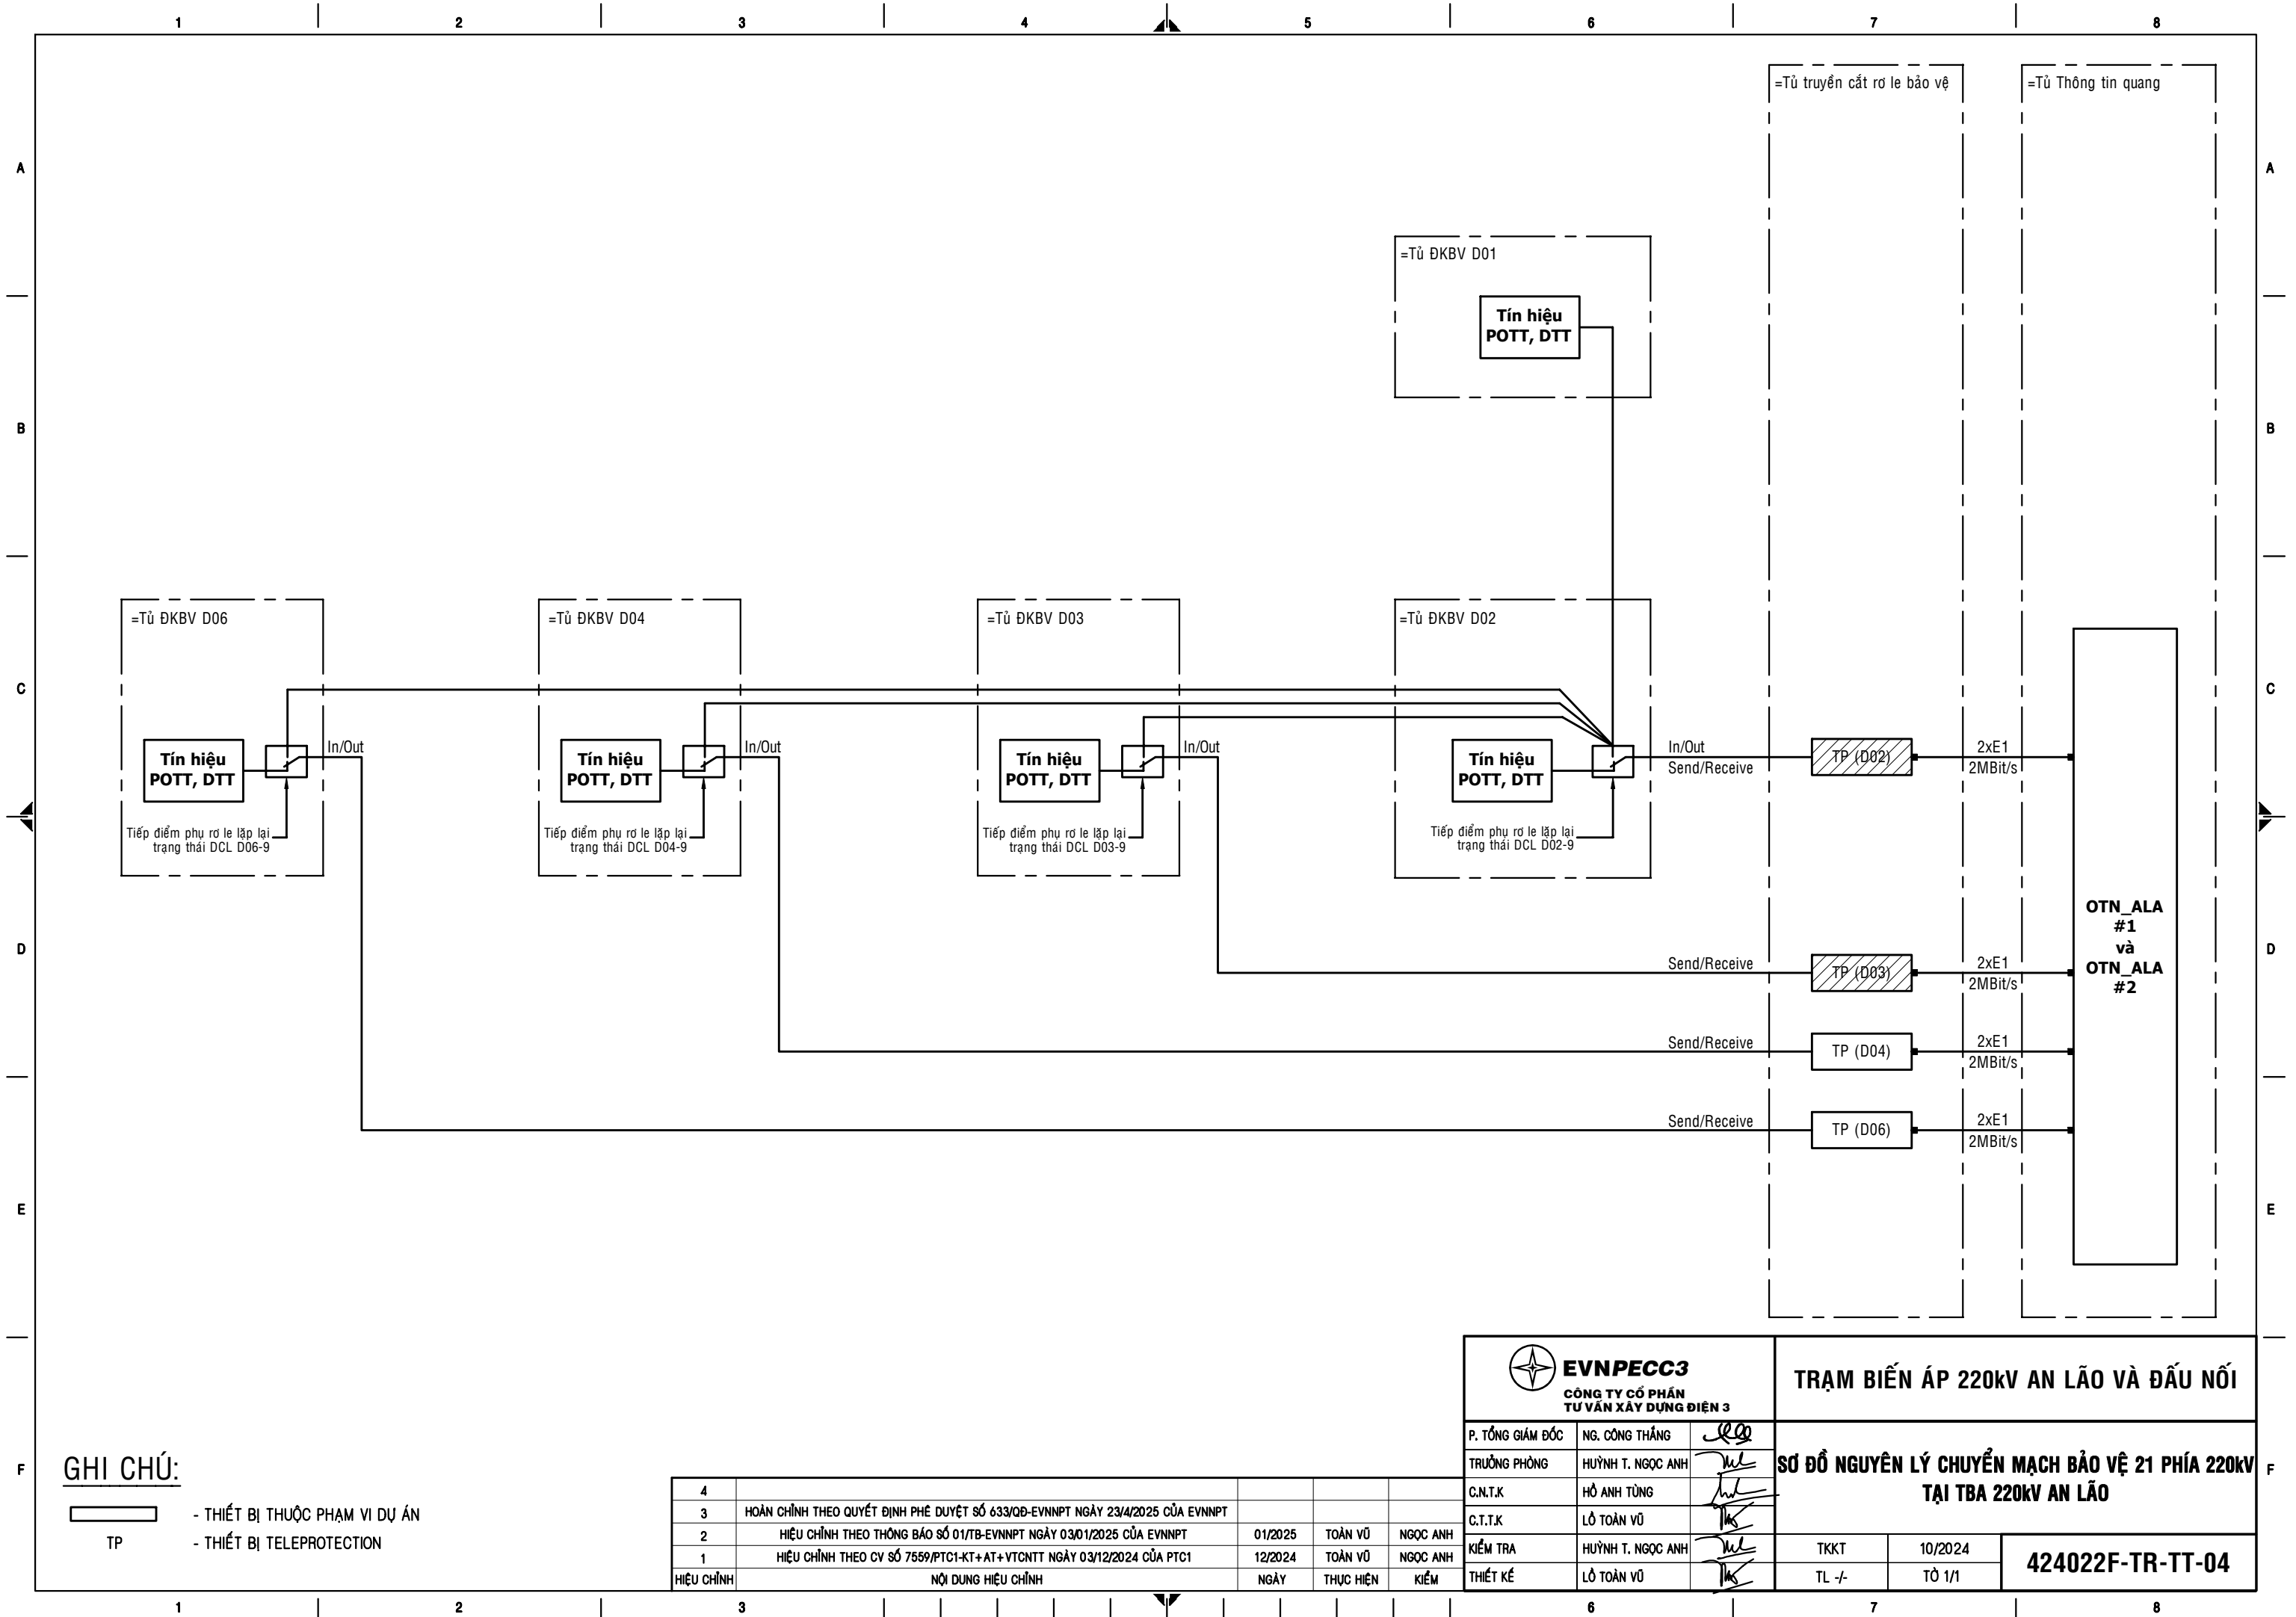 1 2 3 4 5 6 7 8
=Tủ truyền cắt rơ le bảo vệ
=Tủ Thông tin quang
A A
=Tủ ĐKBV D01
Tín hiệu
POTT, DTT
B B
=Tủ ĐKBV D06
=Tủ ĐKBV D04
=Tủ ĐKBV D03
=Tủ ĐKBV D02
C C
Tín hiệu
POTT, DTT
In/Out
Tiếp điểm phụ rơ le lặp lại
trạng thái DCL D06-9
Tín hiệu
POTT, DTT
In/Out
Tiếp điểm phụ rơ le lặp lại
trạng thái DCL D04-9
Tín hiệu
POTT, DTT
In/Out
Tiếp điểm phụ rơ le lặp lại
trạng thái DCL D03-9
Tín hiệu
POTT, DTT
In/Out
Send/Receive
Tiếp điểm phụ rơ le lặp lại
trạng thái DCL D02-9
TP (D02)
2xE1
2MBit/s
OTN_ALA
#1
và
OTN_ALA
#2
D D
Send/Receive
TP (D03)
2xE1
2MBit/s
Send/Receive
TP (D04)
2xE1
2MBit/s
Send/Receive
TP (D06)
2xE1
2MBit/s
E E
F F
GHI CHÚ:
- THIẾT BỊ THUỘC PHẠM VI DỰ ÁN
TP - THIẾT BỊ TELEPROTECTION
4
3 HOÀN CHỈNH THEO QUYẾT ĐỊNH PHÊ DUYỆT SỐ 633/QĐ-EVNNPT NGÀY 23/4/2025 CỦA EVNNPT
2 HIỆU CHỈNH THEO THÔNG BÁO SỐ 01/TB-EVNNPT NGÀY 03/01/2025 CỦA EVNNPT 01/2025 TOÀN VŨ NGỌC ANH
1 HIỆU CHỈNH THEO CV SỐ 7559/PTC1-KT+AT+VTCNTT NGÀY 03/12/2024 CỦA PTC1 12/2024 TOÀN VŨ NGỌC ANH
HIỆU CHỈNH NỘI DUNG HIỆU CHỈNH NGÀY THỰC HIỆN KIỂM
EVNPECC3
CÔNG TY CỔ PHẦN
TƯ VẤN XÂY DỰNG ĐIỆN 3
P. TỔNG GIÁM ĐỐC NG. CÔNG THẮNG
TRƯỞNG PHÒNG HUỲNH T. NGỌC ANH
C.N.T.K HỒ ANH TÙNG
C.T.T.K LỒ TOÀN VŨ
KIỂM TRA HUỲNH T. NGỌC ANH
THIẾT KẾ LỒ TOÀN VŨ
TRẠM BIẾN ÁP 220kV AN LÃO VÀ ĐẤU NỐI
SƠ ĐỒ NGUYÊN LÝ CHUYỂN MẠCH BẢO VỆ 21 PHÍA 220kV
TẠI TBA 220kV AN LÃO
TKKT 10/2024
TL -/- TỜ 1/1
424022F-TR-TT-04
1 2 3 6 7 8